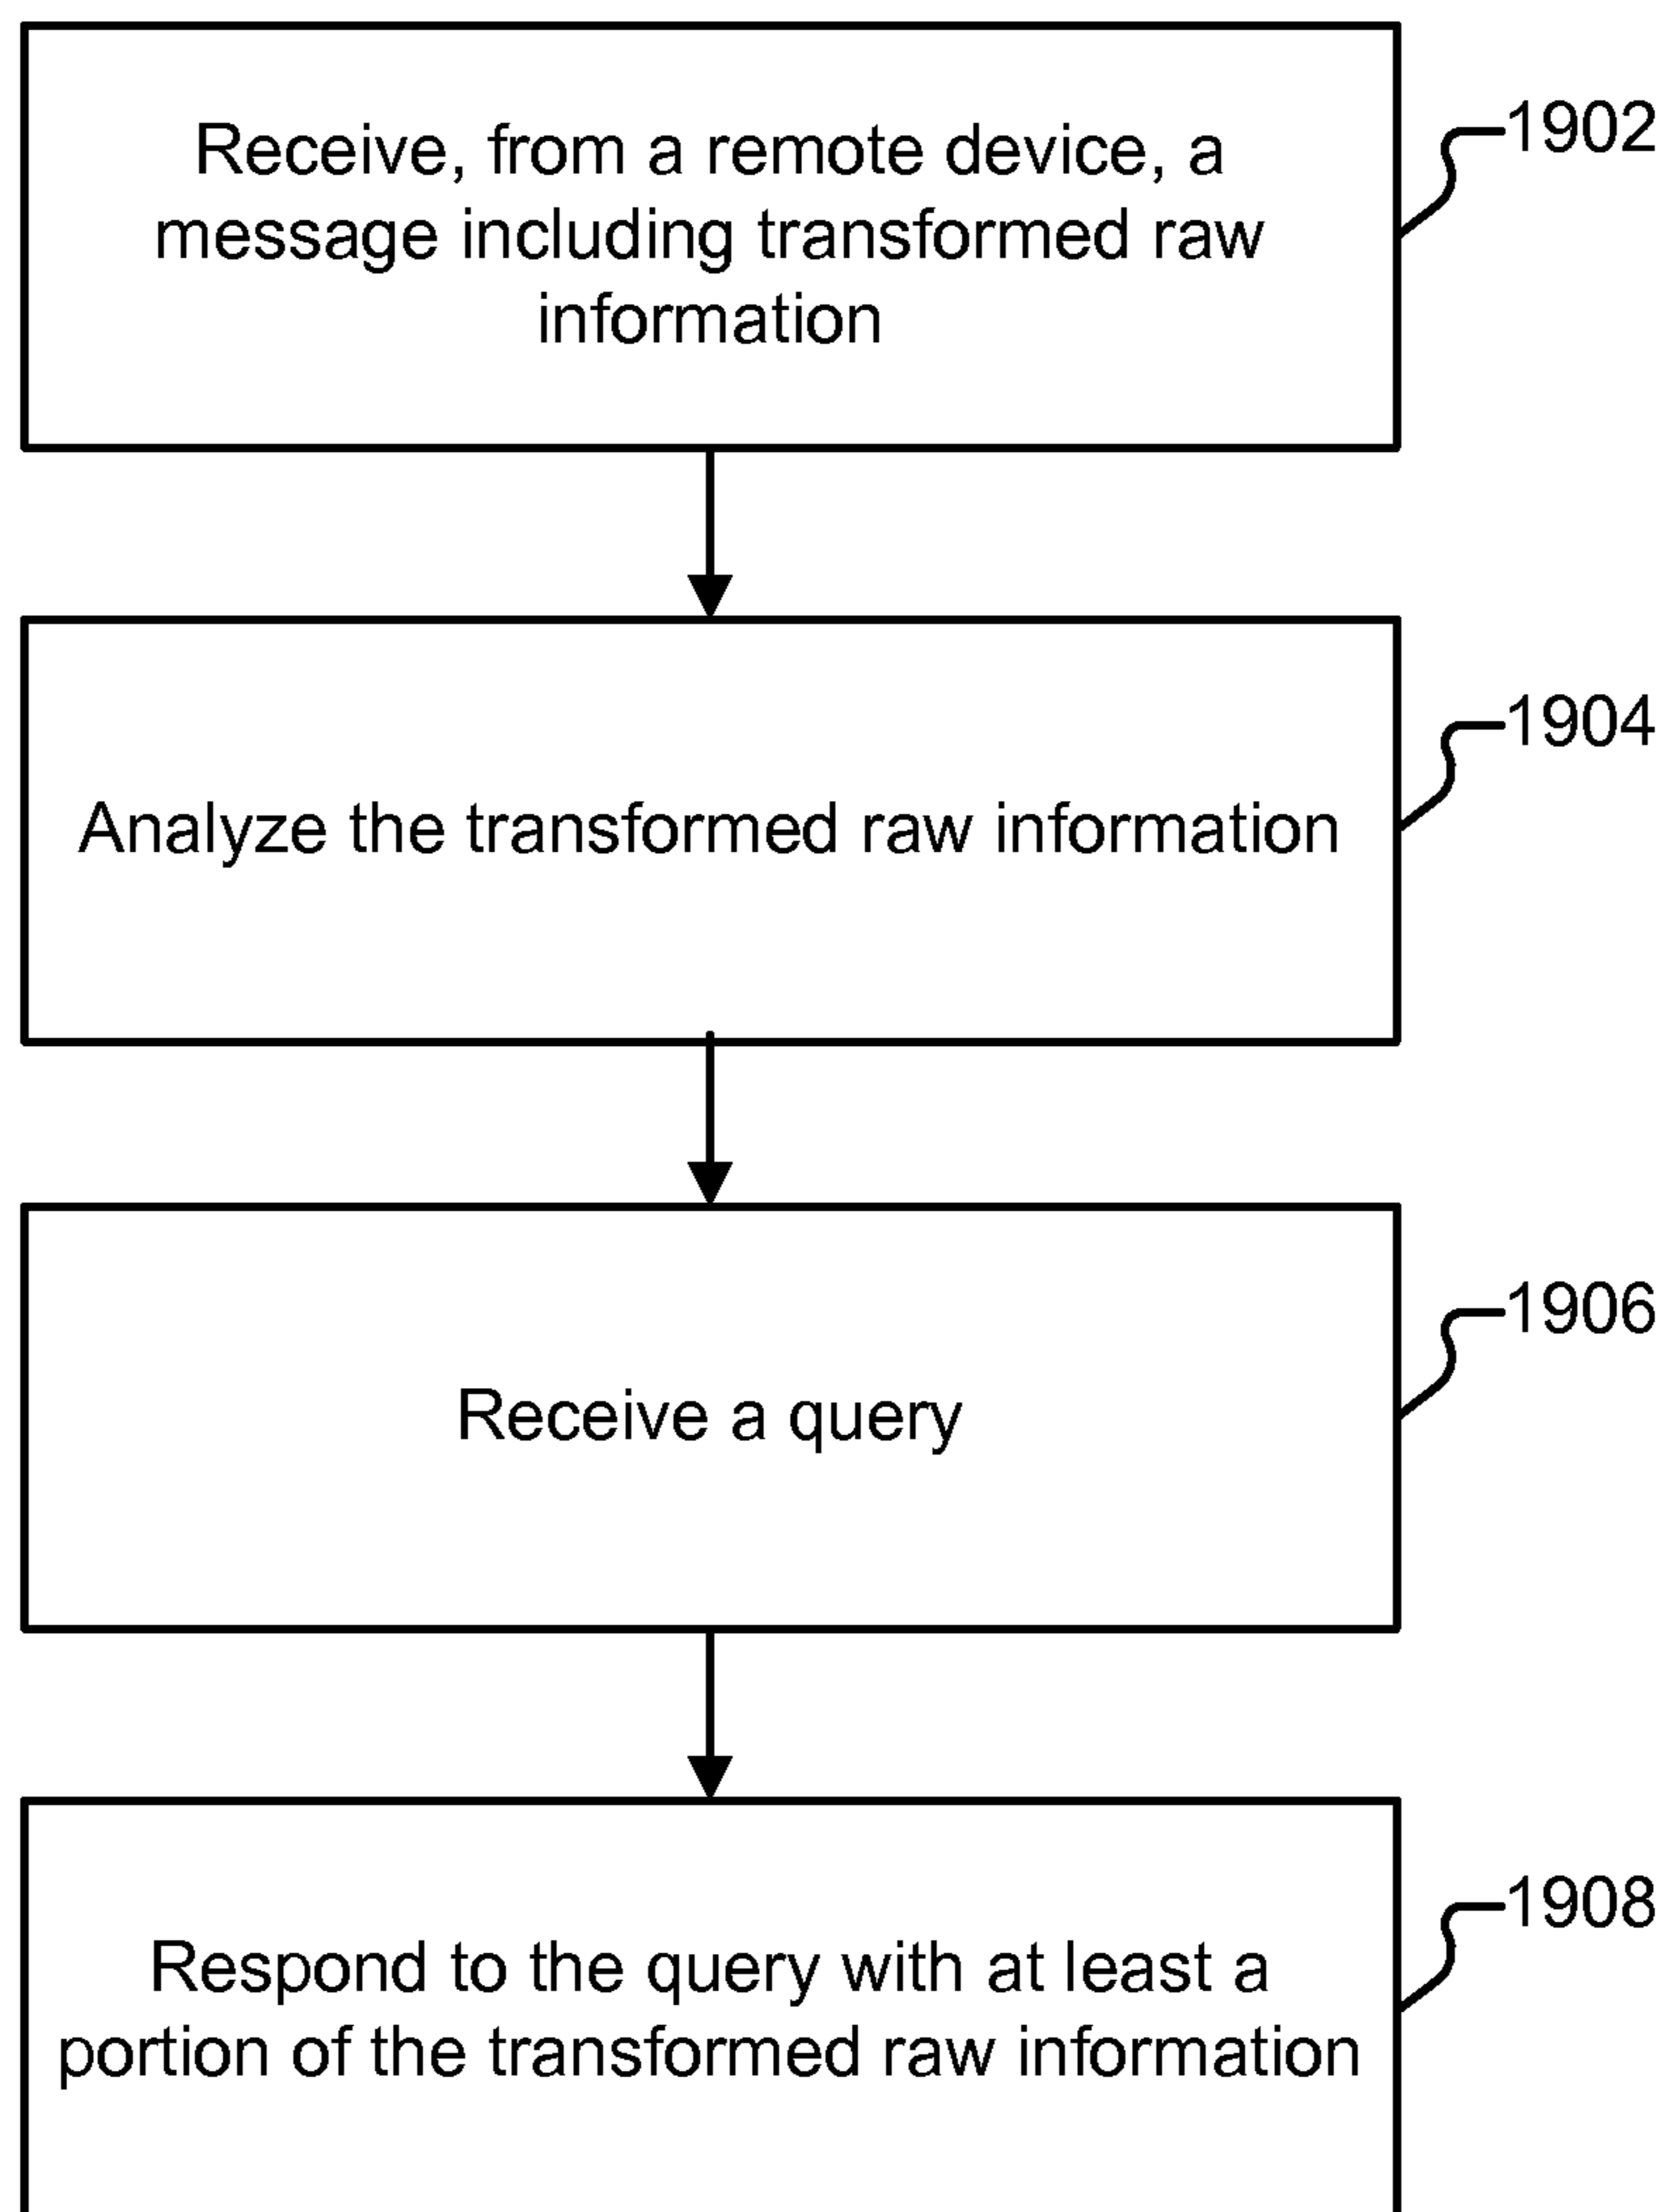 Receive, from a remote device, a
message including transformed raw
information
1902
Analyze the transformed raw information
1904
Receive a query
1906
Respond to the query with at least a
portion of the transformed raw information
1908